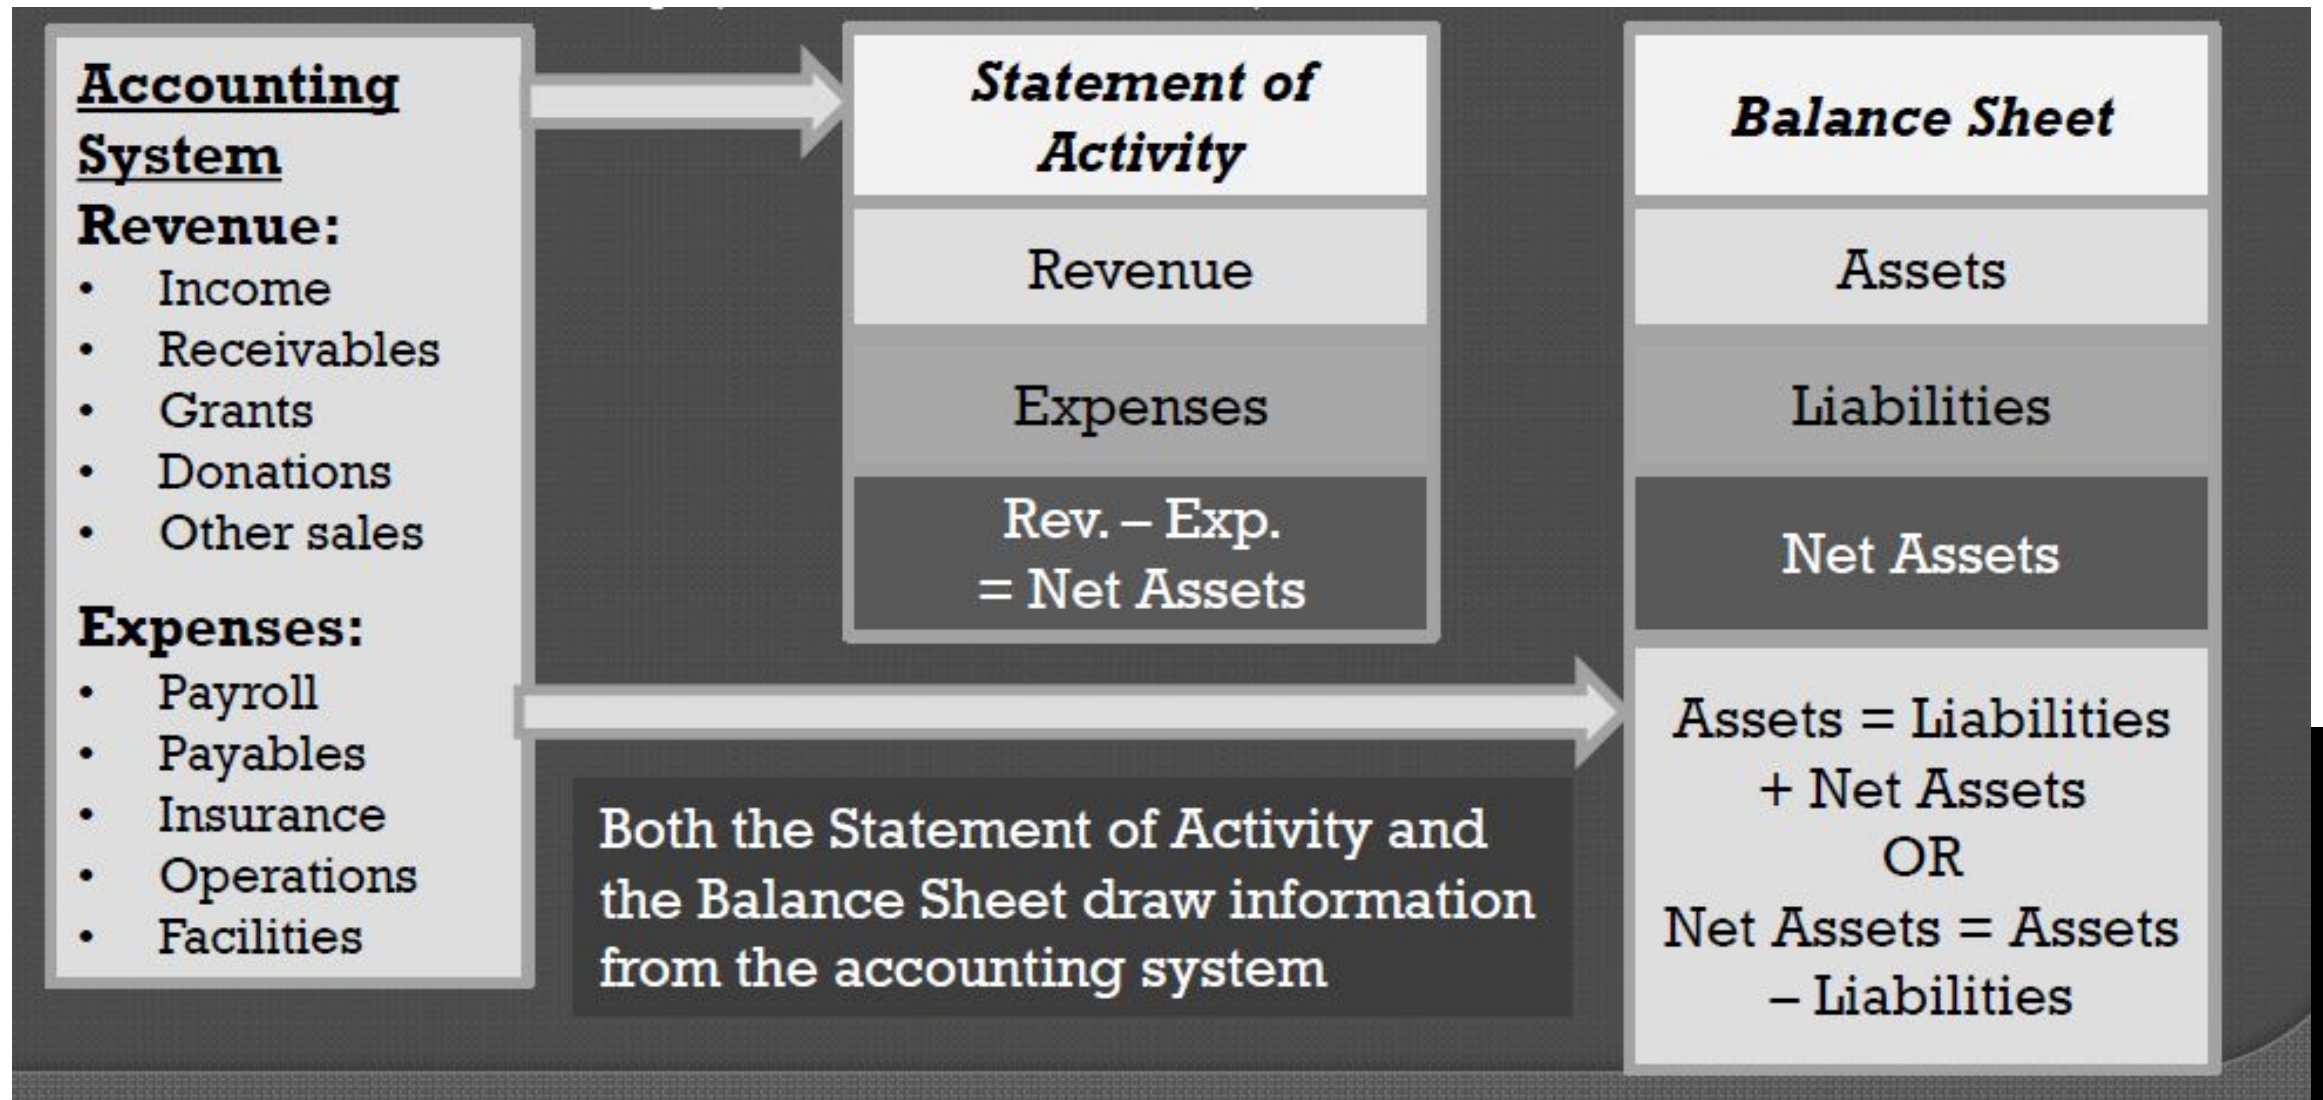 Accounting
System
Revenue:
• Income
• Receivables
• Grants
• Donations
• Other sales
Expenses:
• Payroll
• Payables
• Insurance
• Operations
• Facilities
Statement of
Activity
Revenue
Expenses
Rev. – Exp.
= Net Assets
Both the Statement of Activity and
the Balance Sheet draw information
from the accounting system
Balance Sheet
Assets
Liabilities
Net Assets
Assets = Liabilities
+ Net Assets
OR
Net Assets = Assets
– Liabilities